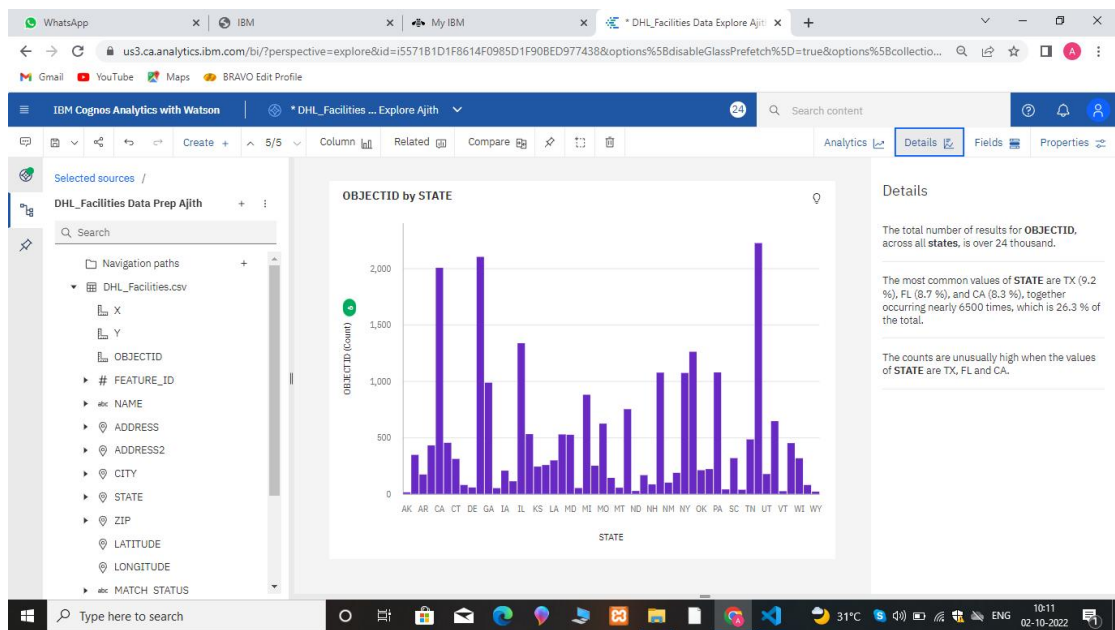 WhatsApp
IBM
My IBM
* DHL_Facilities Data Explore Ajit
us3.ca.analytics.ibm.com/bi/?perspective=explore&id=i5571B1D1F8614F0985D1F90BED977438&options%5BdisableGlassPrefetch%5D=true&options%5Bcollectio...
A
Gmail YouTube Maps BRAVO Edit Profile
IBM Cognos Analytics with Watson * DHL_Facilities ... Explore Ajith 24 Search content
Create + 5/5 Column Related Compare Analytics Details Fields Properties
Selected sources /
DHL_Facilities Data Prep Ajith
Search
Navigation paths
DHL_Facilities.csv
X
Y
OBJECTID
# FEATURE_ID
abc NAME
ADDRESS
ADDRESS2
CITY
STATE
ZIP
LATITUDE
LONGITUDE
abc MATCH STATUS
OBJECTID by STATE
OBJECTID (Count)
2,000
1,500
1,000
500
0
AK AR CA CT DE GA IA IL KS LA MD MI MO MT ND NH NM NY OK PA SC TN UT VT WI WY
STATE
Details
The total number of results for OBJECTID,
across all states, is over 24 thousand.
The most common values of STATE are TX (9.2
%), FL (8.7 %), and CA (8.3 %), together
occurring nearly 6500 times, which is 26.3 % of
the total.
The counts are unusually high when the values
of STATE are TX, FL and CA.
Type here to search
31°C
ENG
10:11
02-10-2022